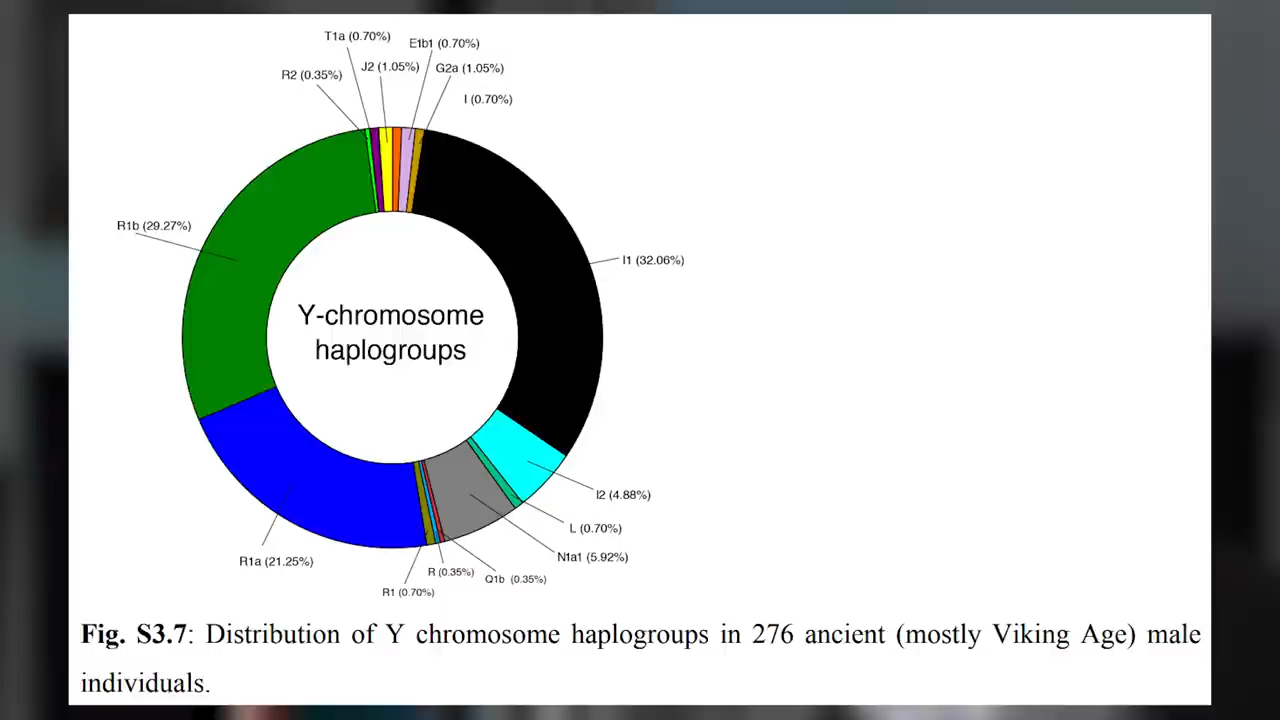 T1a (0.70%)
E1b1 (0.70%)
R2 (0.35%)
J2 (1.05%)
G2a (1.05%)
I (0.70%)
R1b (29.27%)
I1 (32.06%)
Y-chromosome
haplogroups
I2 (4.88%)
L (0.70%)
N1a1 (5.92%)
R1a (21.25%)
R (0.35%)
Q1b (0.35%)
R1 (0.70%)
Fig. S3.7: Distribution of Y chromosome haplogroups in 276 ancient (mostly Viking Age) male
individuals.